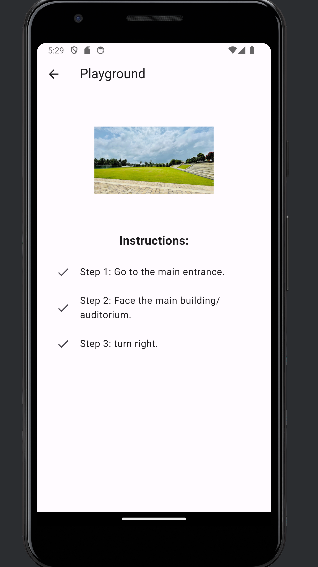 5:29
Playground
Instructions:
Step 1: Go to the main entrance.
Step 2: Face the main building/
auditorium.
Step 3: turn right.